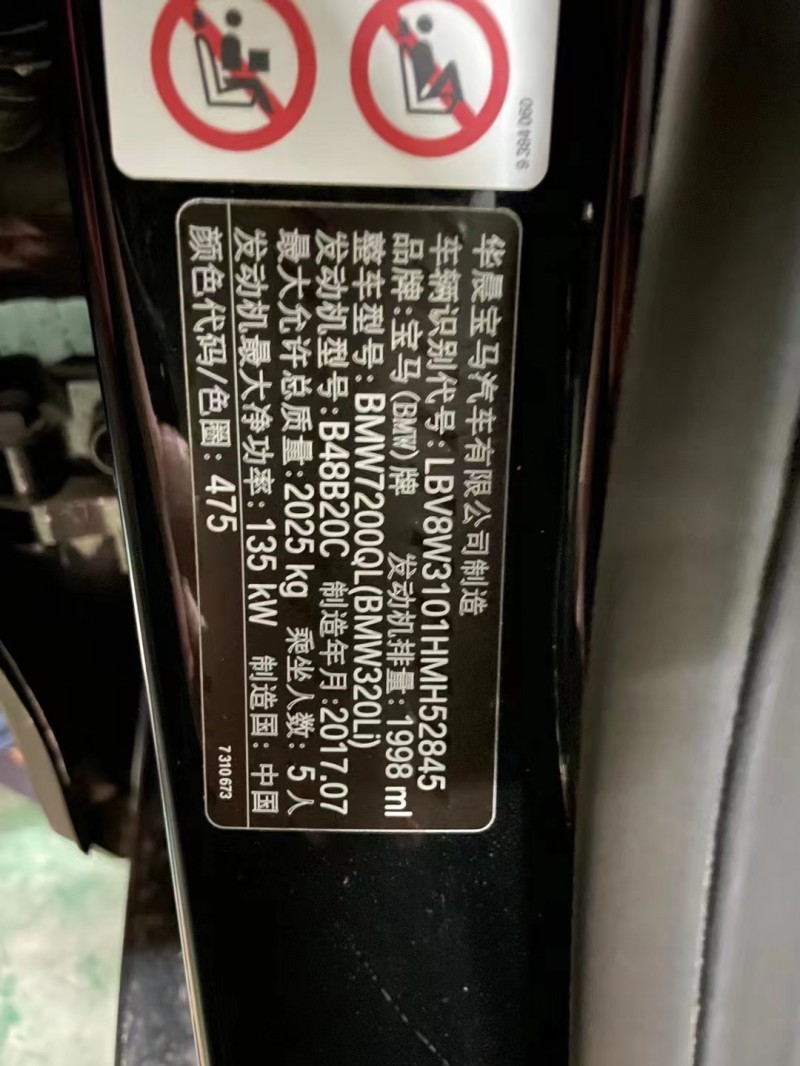 9 394 060
华晨宝马汽车有限公司制造
车辆识别代号: LBV8W3101HMH52845
品牌: 宝马(BMW)牌 发动机排量: 1998 ml
整车型号: BMW7200QL(BMW320Li)
发动机型号: B48B20C 制造年月: 2017.07
最大允许总质量: 2025 kg 乘坐人数: 5 人
发动机最大净功率: 135 kW 制造国: 中国
颜色代码/色圈: 475
7310673